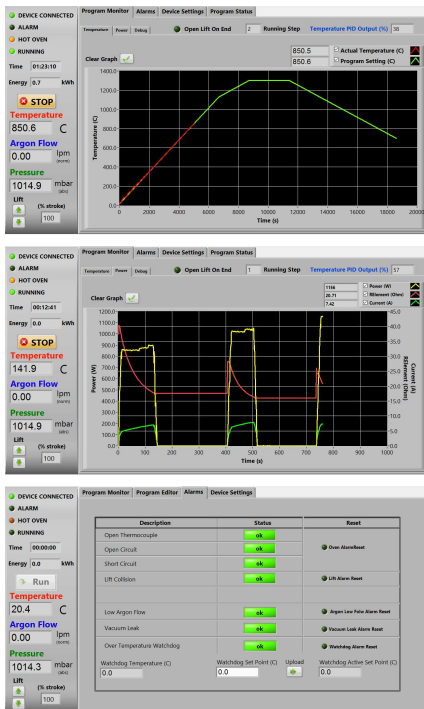 DEVICE CONNECTED
ALARM
HOT OVEN
RUNNING
Time 01:23:10
Energy 0.7 kWh
STOP
Temperature
850.6 C
Argon Flow
0.00 lpm
(norm)
Pressure
1014.9 mbar
(abs)
Lift
(% stroke)
100
Program Monitor Alarms Device Settings Program Status
Temperature Power Debug
Open Lift On End 2 Running Step Temperature PID Output (%) 38
Clear Graph
850.5 Actual Temperature (C)
850.6 Program Setting (C)
Temperature (C)
1400.0
1200.0
1000.0
800.0
600.0
400.0
200.0
0.0
0 2000 4000 6000 8000 10000 12000 14000 16000 18000 20000
Time (s)
DEVICE CONNECTED
ALARM
HOT OVEN
RUNNING
Time 00:12:41
Energy 0.0 kWh
STOP
Temperature
141.9 C
Argon Flow
0.00 lpm
(norm)
Pressure
1014.9 mbar
(abs)
Lift
(% stroke)
100
Program Monitor Alarms Device Settings Program Status
Temperature Power Debug
Open Lift On End 1 Running Step Temperature PID Output (%) 57
Clear Graph
1156 Power (W)
20.71 RElement (Ohm)
7.42 Current (A)
Power (W)
1200.0
1100.0
1000.0
900.0
800.0
700.0
600.0
500.0
400.0
300.0
200.0
100.0
0.0
45.0
40.0
35.0
30.0
25.0
20.0
15.0
10.0
5.0
0.0
Current (A)
RElement (Ohm)
0 100 200 300 400 500 600 700 800 900 1000
Time (s)
DEVICE CONNECTED
ALARM
HOT OVEN
RUNNING
Time 00:00:00
Energy 0.0 kWh
Run
Temperature
20.4 C
Argon Flow
0.00 lpm
(norm)
Pressure
1014.3 mbar
(abs)
Lift
(% stroke)
100
Program Monitor Program Editor Alarms Device Settings
Description Status Reset
Open Thermocouple ok
Open Circuit ok Oven AlarmReset
Short Circuit ok
Lift Collision ok Lift Alarm Reset
Low Argon Flow ok Argon Low Folw Alarm Reset
Vacuum Leak ok Vacuum Leak Alarm Reset
Over Temperature Watchdog ok Watchdog Alarm Reset
Watchdog Temperature (C) Watchdog Set Point (C) Upload Watchdog Active Set Point (C)
0.0 0.0 0.0